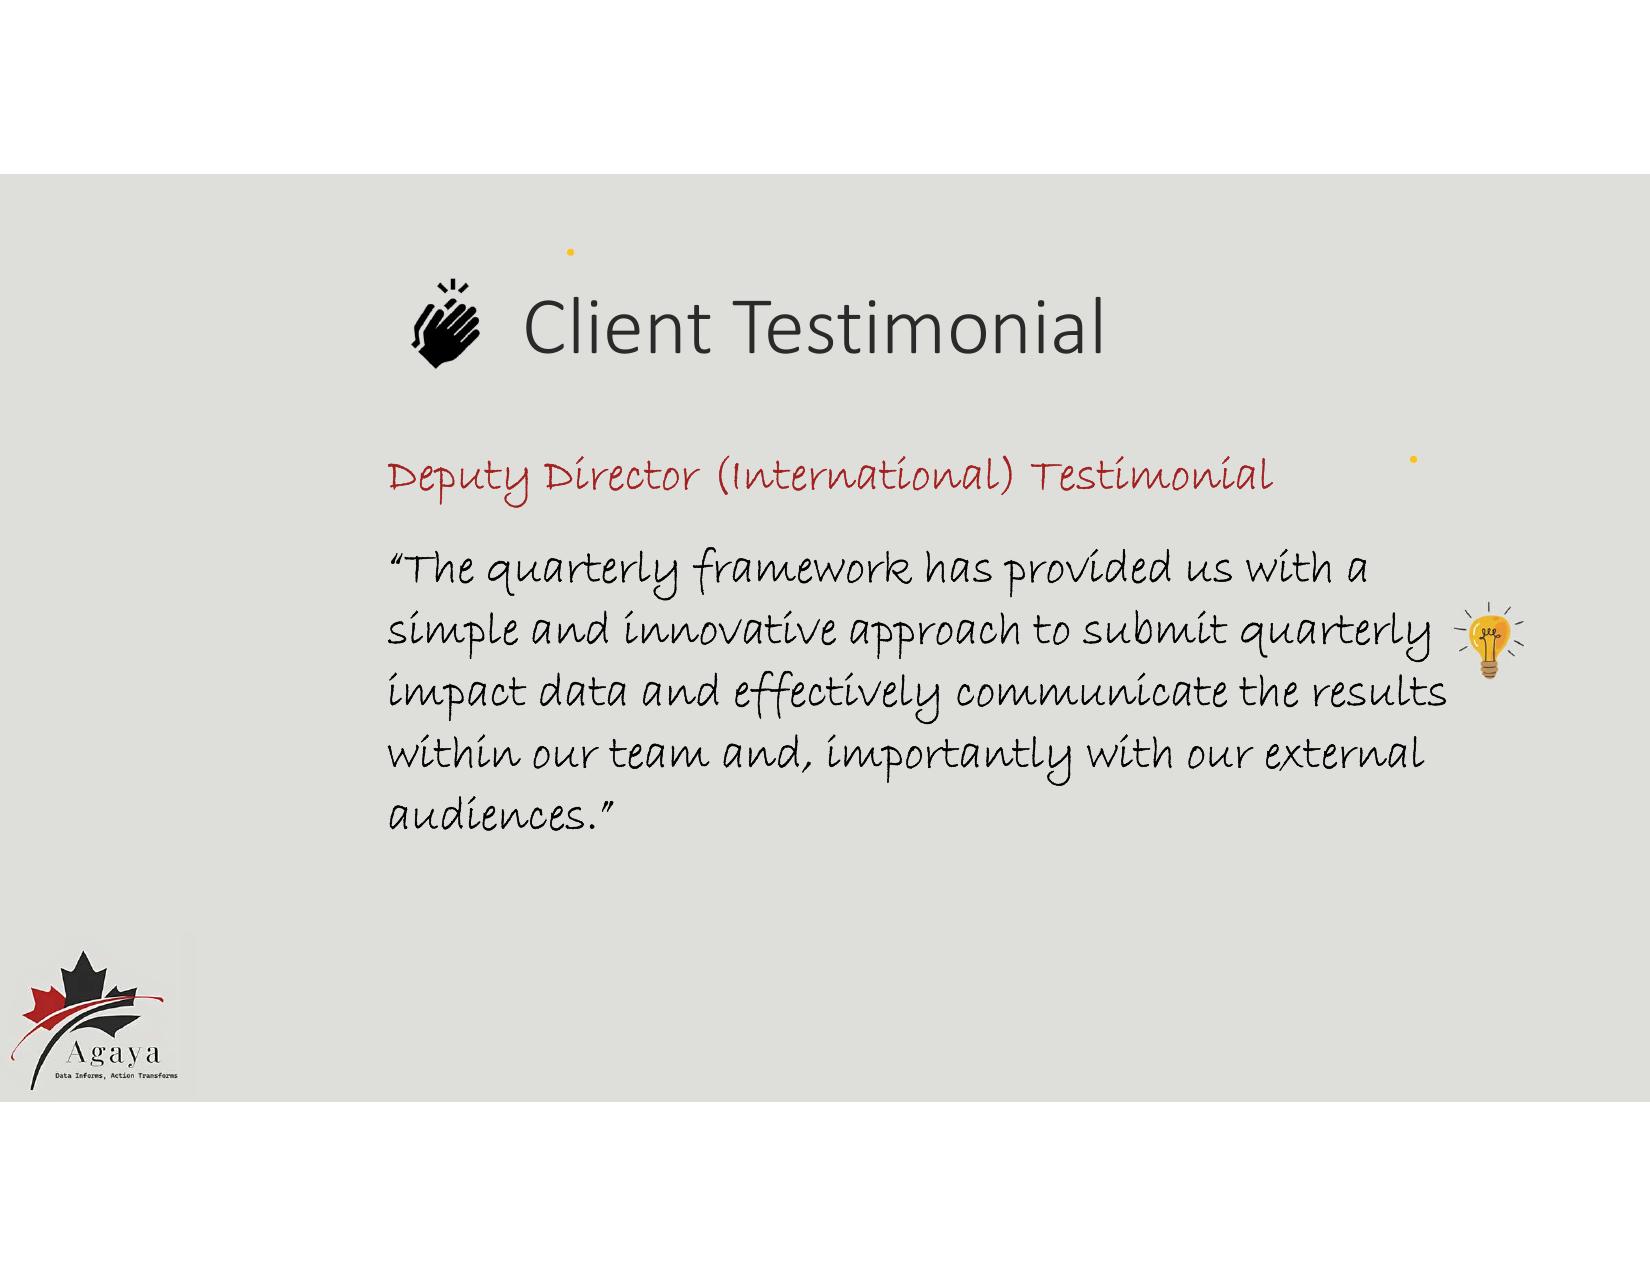 Client Testimonial
Deputy Director (International) Testimonial
“The quarterly framework has provided us with a
simple and innovative approach to submit quarterly
impact data and effectively communicate the results
within our team and, importantly with our external
audiences.”
Agaya
Data Informs, Action Transforms